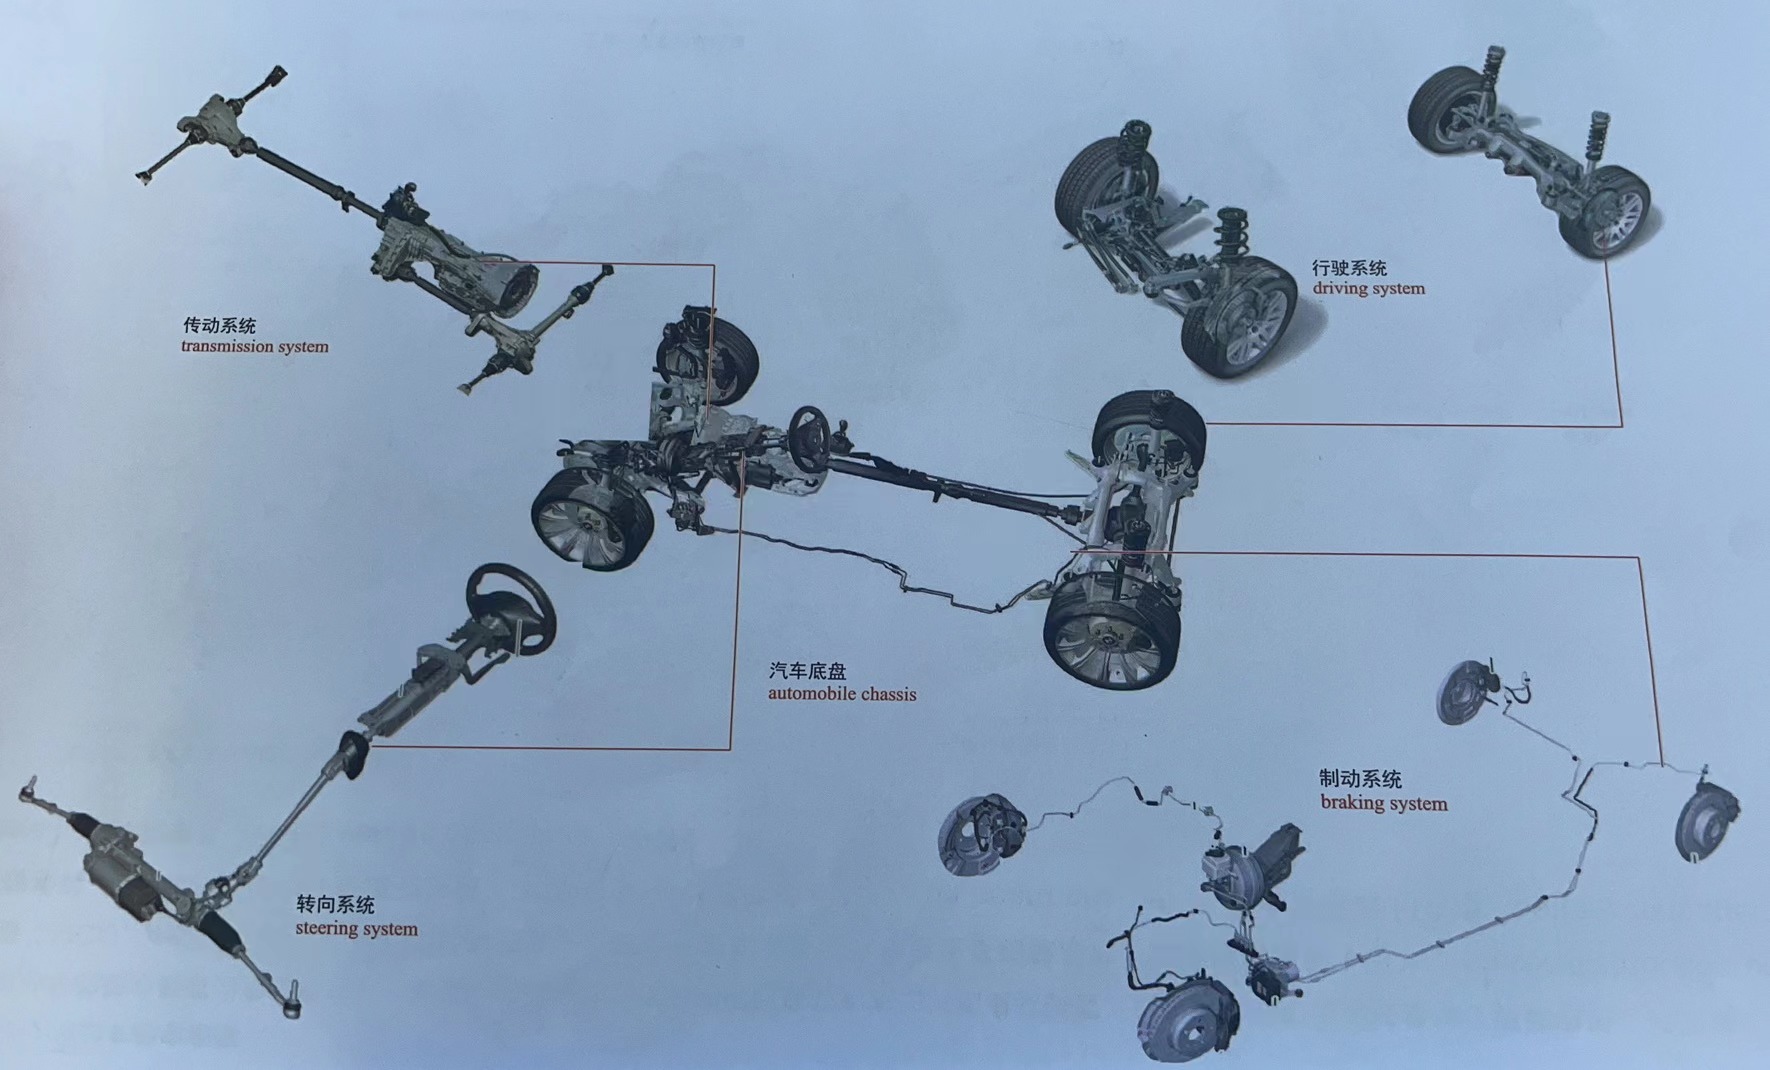 行驶系统
driving system
传动系统
transmission system
汽车底盘
automobile chassis
制动系统
braking system
转向系统
steering system